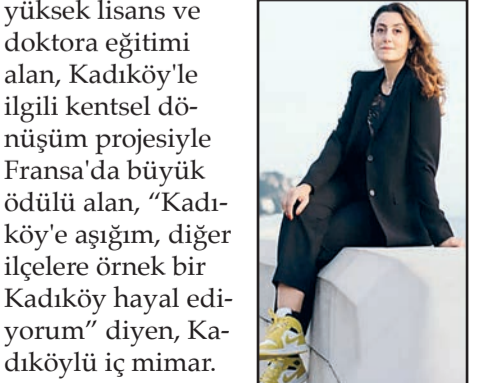 yüksek lisans ve
doktora eğitimi
alan, Kadıköy'le
ilgili kentsel dö-
nüşüm projesiyle
Fransa'da büyük
ödülü alan, “Kadı-
köy'e aşığım, diğer
ilçelere örnek bir
Kadıköy hayal edi-
yorum” diyen, Ka-
dıköylü iç mimar.